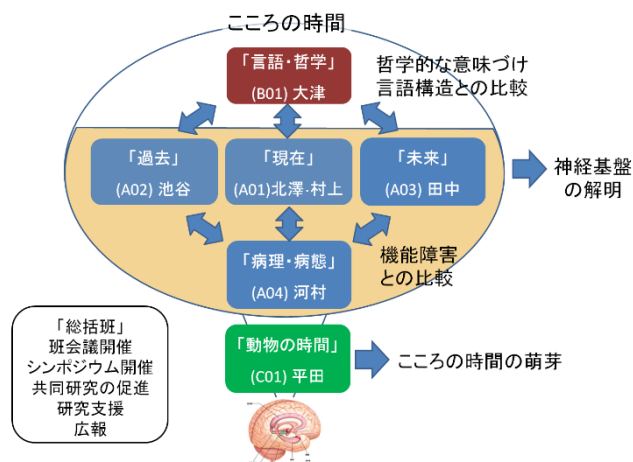 こころの時間
「言語・哲学」
(B01) 大津
哲学的な意味づけ
言語構造との比較
「過去」
(A02) 池谷
「現在」
(A01)北澤・村上
「未来」
(A03) 田中
神経基盤
の解明
「病理・病態」
(A04) 河村
機能障害
との比較
「総括班」
班会議開催
シンポジウム開催
共同研究の促進
研究支援
広報
「動物の時間」
(C01) 平田
こころの時間の萌芽